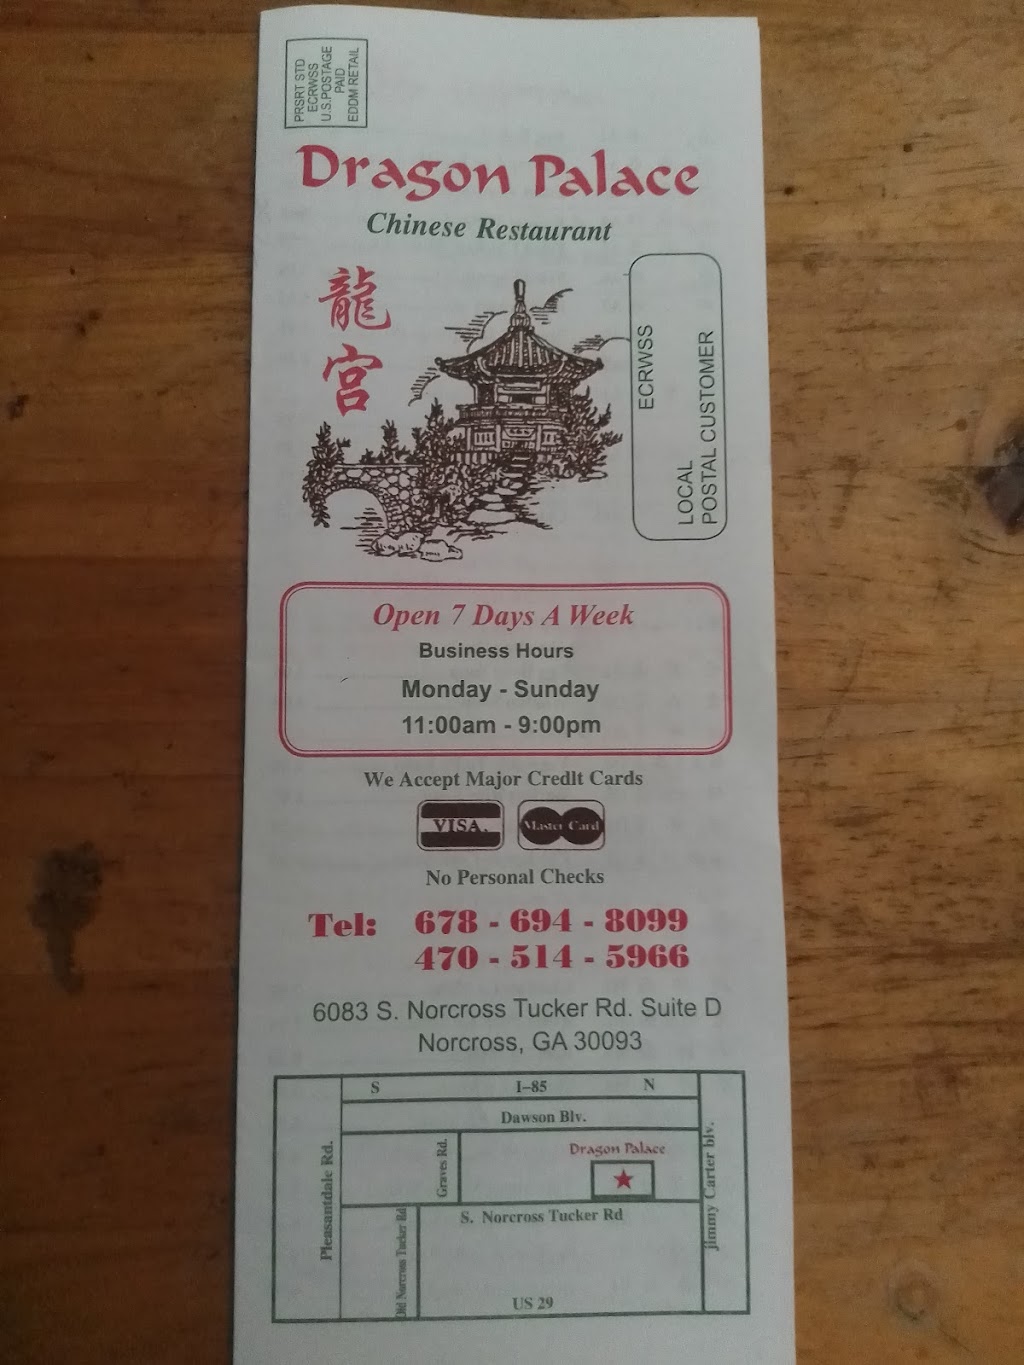 PRSRT STD
ECRWSS
U.S.POSTAGE
PAID
EDDM RETAIL
Dragon Palace
Chinese Restaurant
龍
宮
ECRWSS
LOCAL
POSTAL CUSTOMER
Open 7 Days A Week
Business Hours
Monday - Sunday
11:00am - 9:00pm
We Accept Major Credlt Cards
VISA.
Master Card
No Personal Checks
Tel: 678 - 694 - 8099
470 - 514 - 5966
6083 S. Norcross Tucker Rd. Suite D
Norcross, GA 30093
S I-85 N
Dawson Blv.
Pleasantdale Rd.
Graves Rd.
Dragon Palace
jimmy Carter blv.
S. Norcross Tucker Rd
Old Norcross Tucker Rd
US 29